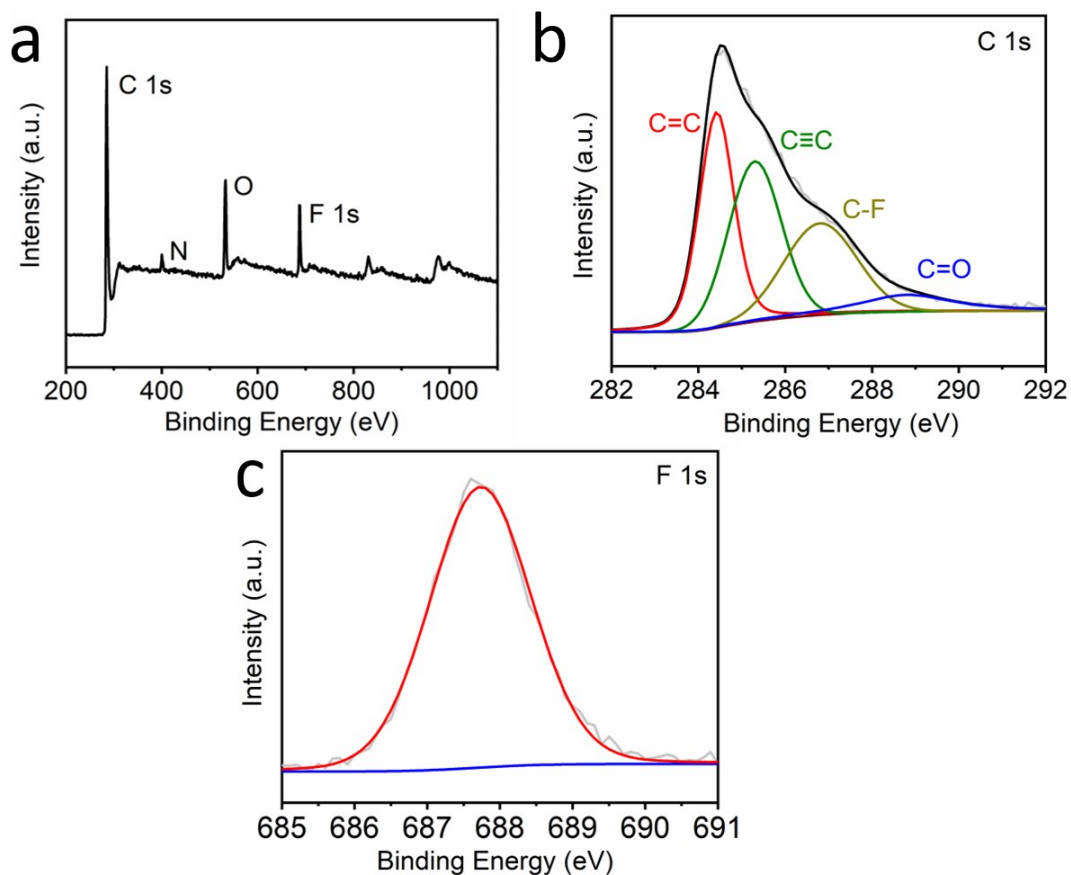 a
Intensity (a.u.)
C 1s
N
O
F 1s
200 400 600 800 1000
Binding Energy (eV)
b
Intensity (a.u.)
C 1s
C=C
C≡C
C-F
C=O
282 284 286 288 290 292
Binding Energy (eV)
c
Intensity (a.u.)
F 1s
685 686 687 688 689 690 691
Binding Energy (eV)